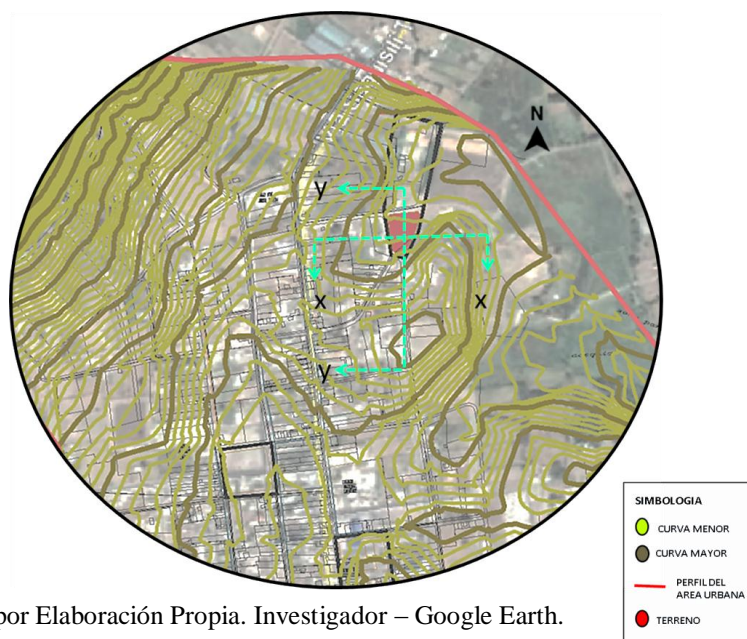 N
y
x
x
y
SIMBOLOGIA
CURVA MENOR
CURVA MAYOR
PERFIL DEL
AREA URBANA
TERRENO
por Elaboración Propia. Investigador – Google Earth.